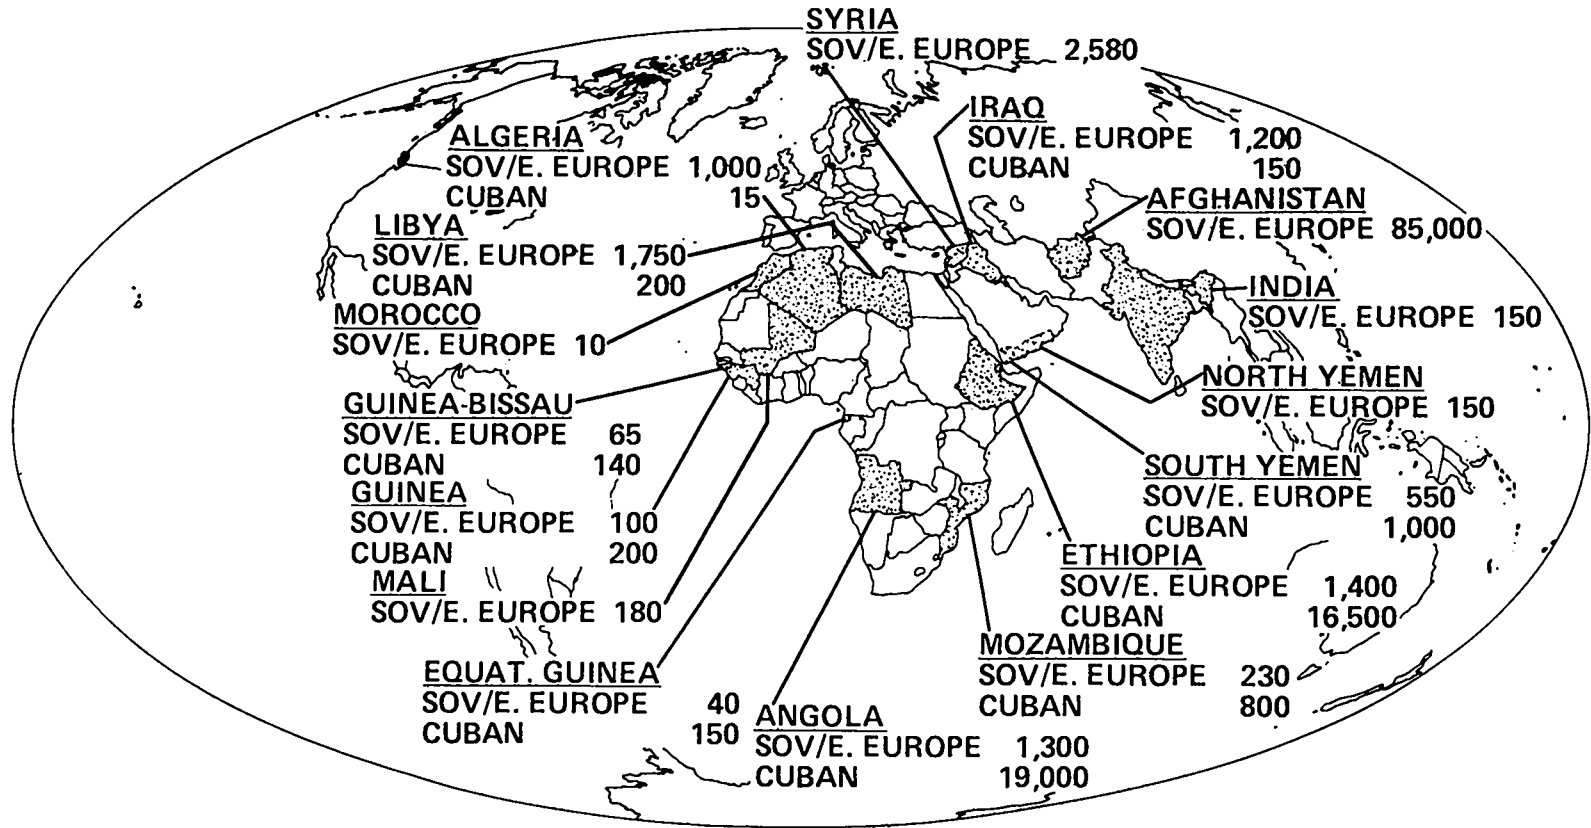 SYRIA
SOV/E. EUROPE 2,580
IRAQ
SOV/E. EUROPE 1,200
CUBAN 150
ALGERIA
SOV/E. EUROPE 1,000
CUBAN 15
AFGHANISTAN
SOV/E. EUROPE 85,000
LIBYA
SOV/E. EUROPE 1,750
CUBAN 200
INDIA
SOV/E. EUROPE 150
MOROCCO
SOV/E. EUROPE 10
NORTH YEMEN
SOV/E. EUROPE 150
GUINEA-BISSAU
SOV/E. EUROPE 65
CUBAN 140
SOUTH YEMEN
SOV/E. EUROPE 550
CUBAN 1,000
GUINEA
SOV/E. EUROPE 100
CUBAN 200
ETHIOPIA
SOV/E. EUROPE 1,400
CUBAN 16,500
MALI
SOV/E. EUROPE 180
MOZAMBIQUE
SOV/E. EUROPE 230
CUBAN 800
EQUAT. GUINEA
SOV/E. EUROPE 40
CUBAN 150
ANGOLA
SOV/E. EUROPE 1,300
CUBAN 19,000